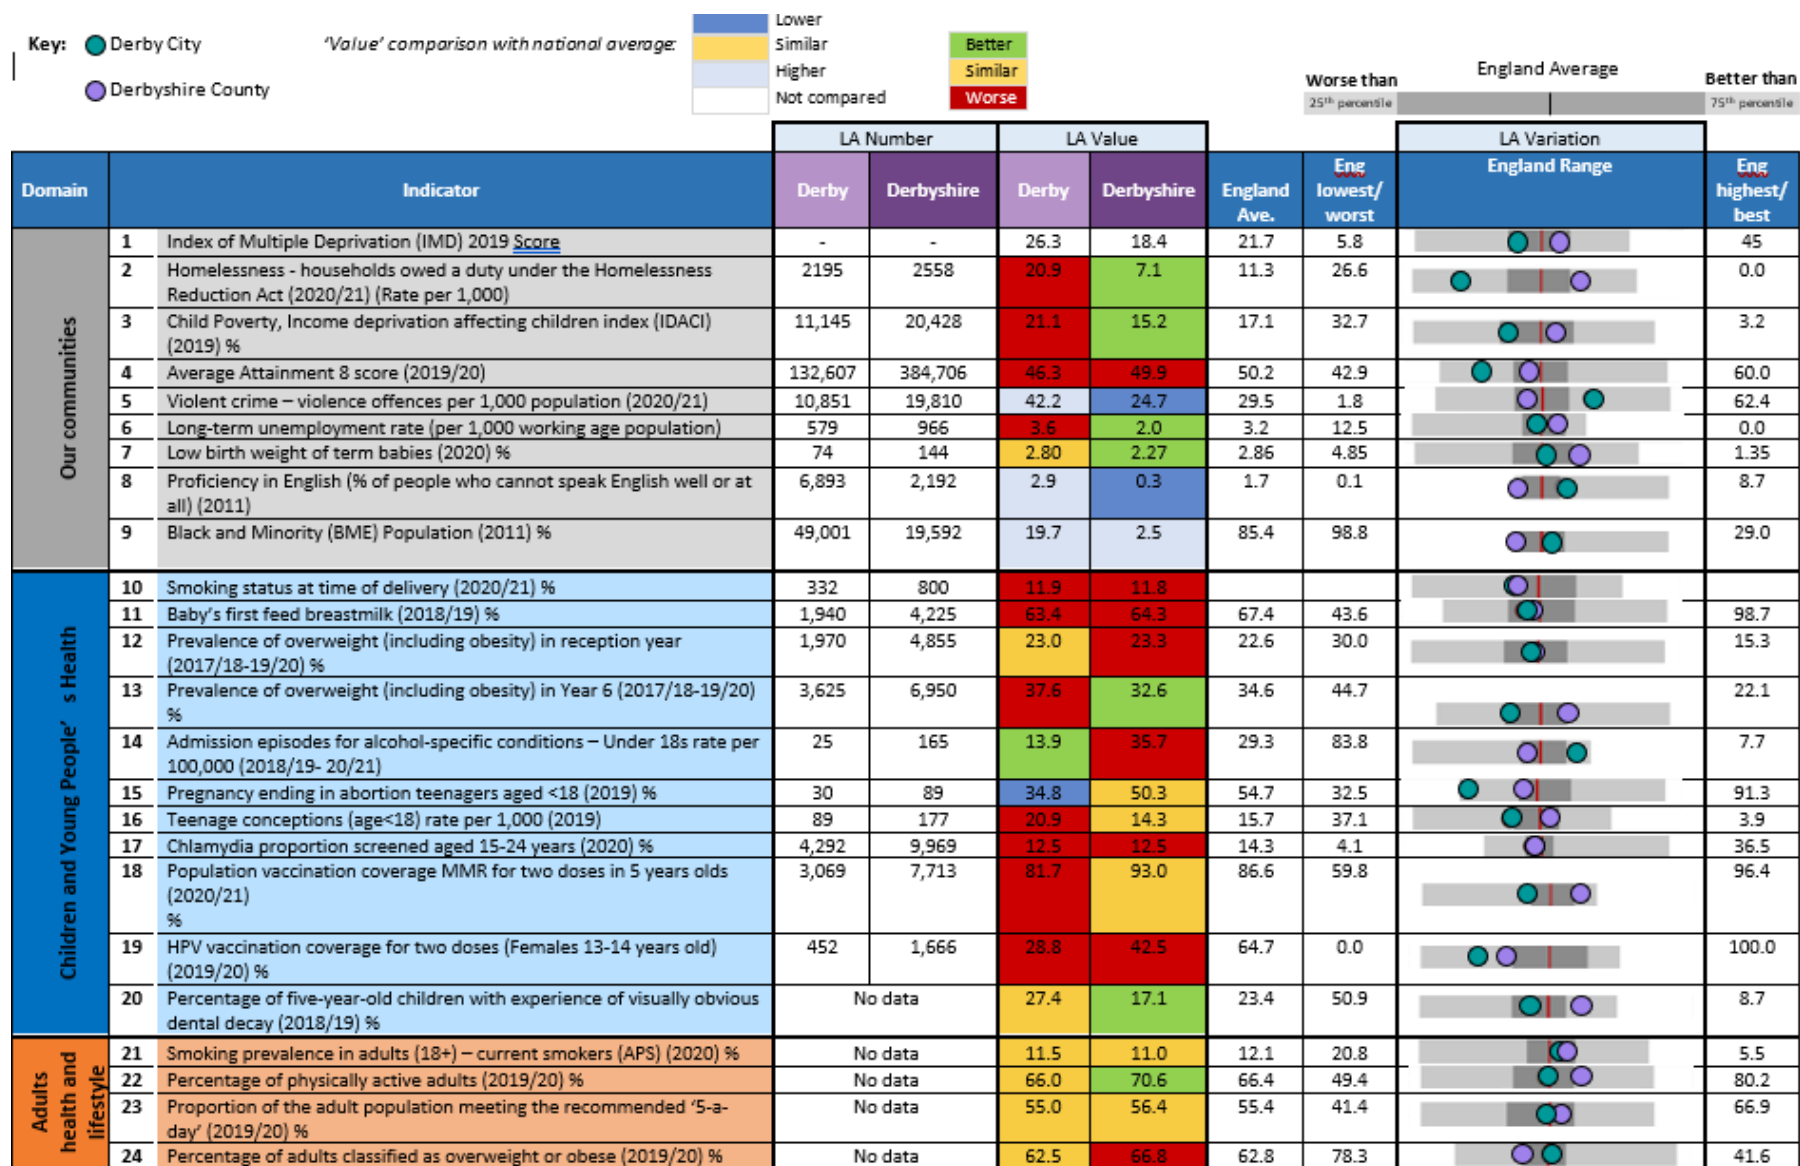 Lower
Key: Derby City 'Value' comparison with national average: Similar Better
Higher Similar England Average
Derbyshire County Worse than Better than
Not compared Worse 25th percentile 75th percentile
LA Number LA Value LA Variation
Domain Indicator Derby Derbyshire Derby Derbyshire England Ave. Eng lowest/ worst England Range Eng highest/ best
Our communities
1 Index of Multiple Deprivation (IMD) 2019 Score - - 26.3 18.4 21.7 5.8 45
2 Homelessness - households owed a duty under the Homelessness 2195 2558 20.9 7.1 11.3 26.6 0.0
Reduction Act (2020/21) (Rate per 1,000)
3 Child Poverty, Income deprivation affecting children index (IDACI) 11,145 20,428 21.1 15.2 17.1 32.7 3.2
(2019) %
4 Average Attainment 8 score (2019/20) 132,607 384,706 46.3 49.9 50.2 42.9 60.0
5 Violent crime – violence offences per 1,000 population (2020/21) 10,851 19,810 42.2 24.7 29.5 1.8 62.4
6 Long-term unemployment rate (per 1,000 working age population) 579 966 3.6 2.0 3.2 12.5 0.0
7 Low birth weight of term babies (2020) % 74 144 2.80 2.27 2.86 4.85 1.35
8 Proficiency in English (% of people who cannot speak English well or at 6,893 2,192 2.9 0.3 1.7 0.1 8.7
all) (2011)
9 Black and Minority (BME) Population (2011) % 49,001 19,592 19.7 2.5 85.4 98.8 29.0
Children and Young People' s Health
10 Smoking status at time of delivery (2020/21) % 332 800 11.9 11.8
11 Baby's first feed breastmilk (2018/19) % 1,940 4,225 63.4 64.3 67.4 43.6 98.7
12 Prevalence of overweight (including obesity) in reception year 1,970 4,855 23.0 23.3 22.6 30.0 15.3
(2017/18-19/20) %
13 Prevalence of overweight (including obesity) in Year 6 (2017/18-19/20) 3,625 6,950 37.6 32.6 34.6 44.7 22.1
%
14 Admission episodes for alcohol-specific conditions – Under 18s rate per 25 165 13.9 35.7 29.3 83.8 7.7
100,000 (2018/19- 20/21)
15 Pregnancy ending in abortion teenagers aged <18 (2019) % 30 89 34.8 50.3 54.7 32.5 91.3
16 Teenage conceptions (age<18) rate per 1,000 (2019) 89 177 20.9 14.3 15.7 37.1 3.9
17 Chlamydia proportion screened aged 15-24 years (2020) % 4,292 9,969 12.5 12.5 14.3 4.1 36.5
18 Population vaccination coverage MMR for two doses in 5 years olds 3,069 7,713 81.7 93.0 86.6 59.8 96.4
(2020/21)
%
19 HPV vaccination coverage for two doses (Females 13-14 years old) 452 1,666 28.8 42.5 64.7 0.0 100.0
(2019/20) %
20 Percentage of five-year-old children with experience of visually obvious No data 27.4 17.1 23.4 50.9 8.7
dental decay (2018/19) %
Adults health and lifestyle
21 Smoking prevalence in adults (18+) – current smokers (APS) (2020) % No data 11.5 11.0 12.1 20.8 5.5
22 Percentage of physically active adults (2019/20) % No data 66.0 70.6 66.4 49.4 80.2
23 Proportion of the adult population meeting the recommended '5-a- No data 55.0 56.4 55.4 41.4 66.9
day' (2019/20) %
24 Percentage of adults classified as overweight or obese (2019/20) % No data 62.5 66.8 62.8 78.3 41.6